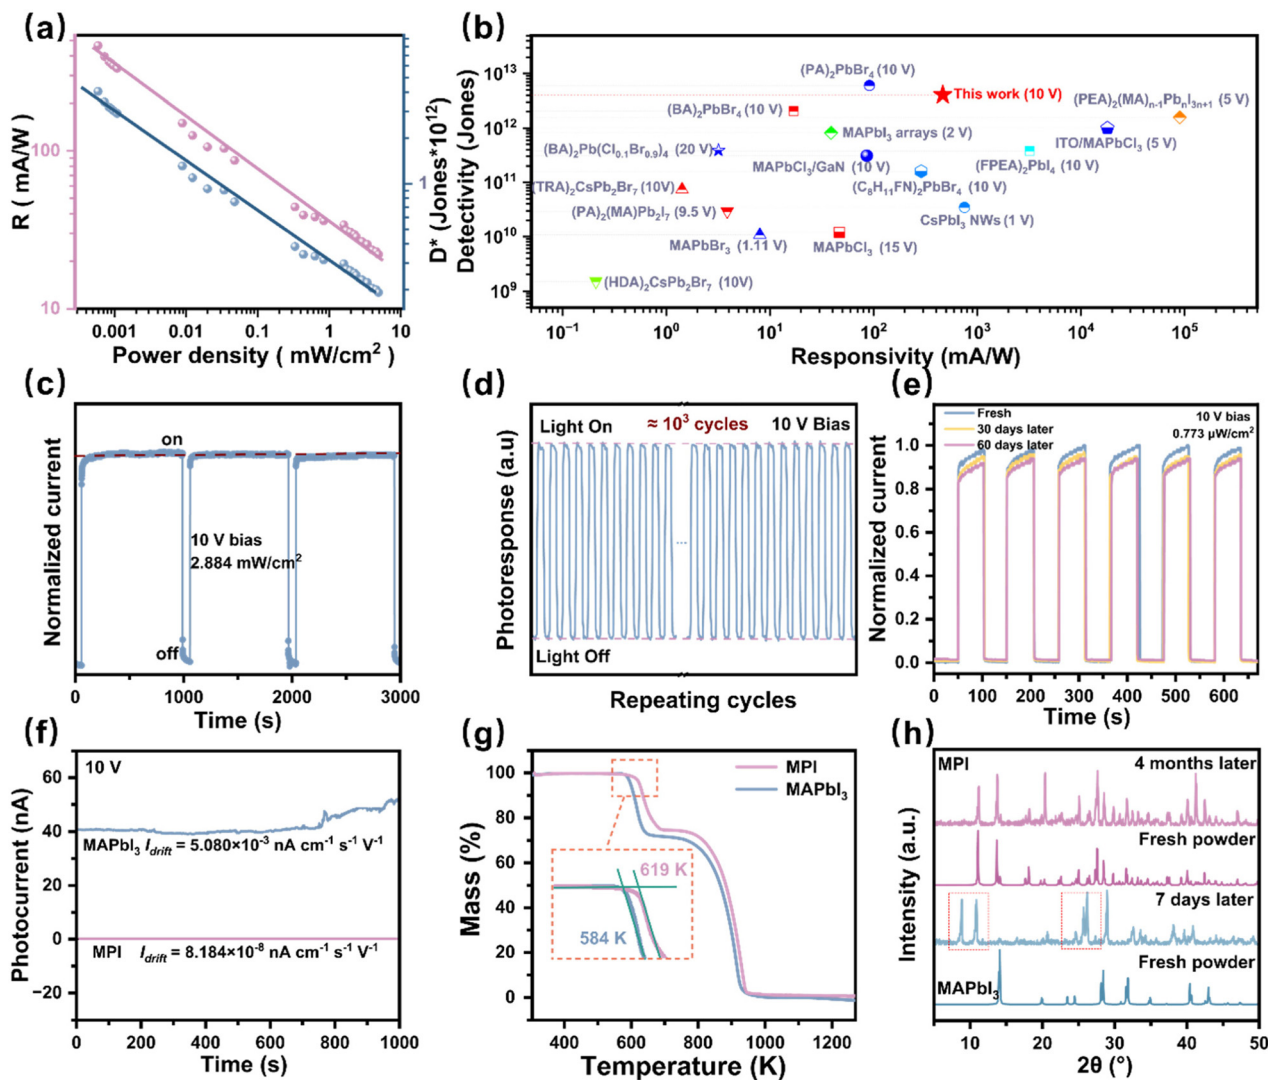 (a)
R ( mA/W )
100
10
0.001
0.01
0.1
1
10
Power density ( mW/cm²)
1
D* (Jones*10¹²)
(b)
Detectivity (Jones)
10¹³
10¹²
10¹¹
10¹⁰
10⁹
(PA)₂PbBr₄ (10 V)
This work (10 V)
(PEA)₂(MA)ₙ₋₁PbₙI₃ₙ₊₁ (5 V)
(BA)₂PbBr₄ (10 V)
MAPbI₃ arrays (2 V)
ITO/MAPbCl₃ (5 V)
(BA)₂Pb(Cl₀.₁Br₀.₉)₄ (20 V)
MAPbCl₃/GaN (10 V)
(FPEA)₂PbI₄ (10 V)
(TRA)₂CsPb₂Br₇ (10V)
(C₈H₁₁FN)₂PbBr₄ (10 V)
(PA)₂(MA)Pb₂I₇ (9.5 V)
CsPbI₃ NWs (1 V)
MAPbBr₃ (1.11 V)
MAPbCl₃ (15 V)
(HDA)₂CsPb₂Br₇ (10V)
10⁻¹
10⁰
10¹
10²
10³
10⁴
10⁵
Responsivity (mA/W)
(c)
Normalized current
on
10 V bias
2.884 mW/cm²
off
0
1000
2000
3000
Time (s)
(d)
Photoresponse (a.u)
Light On
≈ 10³ cycles
10 V Bias
...
Light Off
Repeating cycles
(e)
Normalized current
Fresh
30 days later
60 days later
10 V bias
0.773 μW/cm²
1.0
0.8
0.6
0.4
0.2
0.0
0
100
200
300
400
500
600
Time (s)
(f)
Photocurrent (nA)
10 V
60
40
20
0
−20
MAPbI₃ I_drift = 5.080×10⁻³ nA cm⁻¹ s⁻¹ V⁻¹
MPI I_drift = 8.184×10⁻⁸ nA cm⁻¹ s⁻¹ V⁻¹
0
200
400
600
800
1000
Time (s)
(g)
Mass (%)
100
80
60
40
20
0
MPI
MAPbI₃
619 K
584 K
400
600
800
1000
1200
Temperature (K)
(h)
Intensity (a.u.)
MPI
4 months later
Fresh powder
7 days later
Fresh powder
MAPbI₃
10
20
30
40
50
2θ (°)